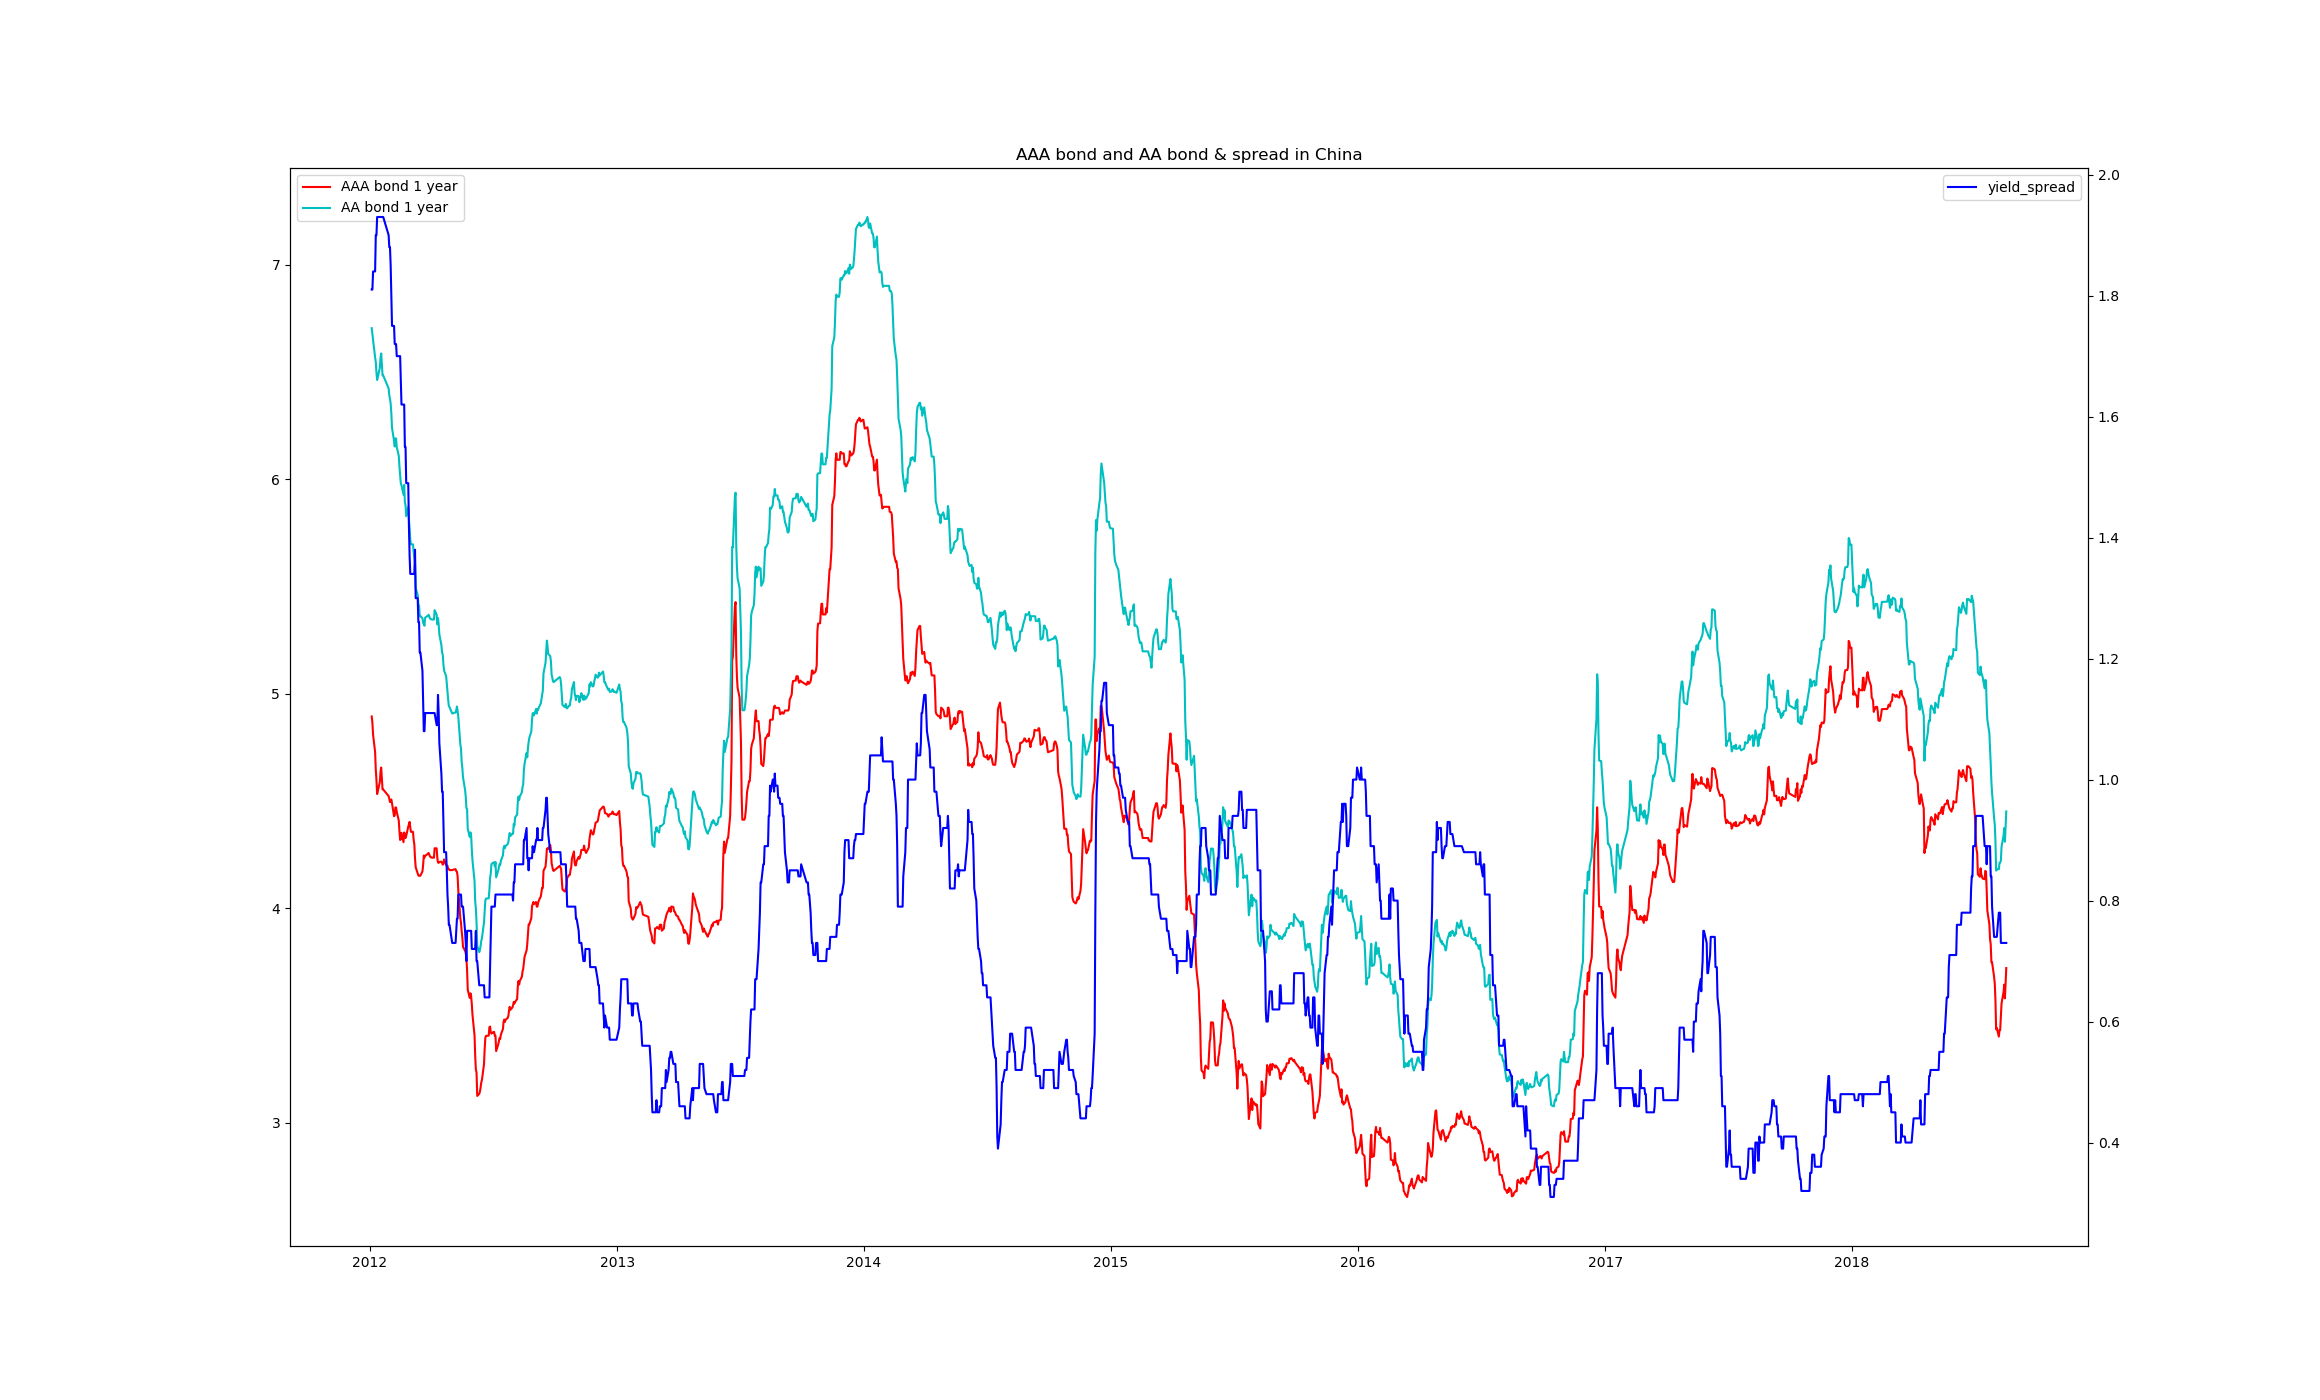 AAA bond and AA bond & spread in China
AAA bond 1 year
AA bond 1 year
yield_spread
7
6
5
4
3
2.0
1.8
1.6
1.4
1.2
1.0
0.8
0.6
0.4
2012 2013 2014 2015 2016 2017 2018